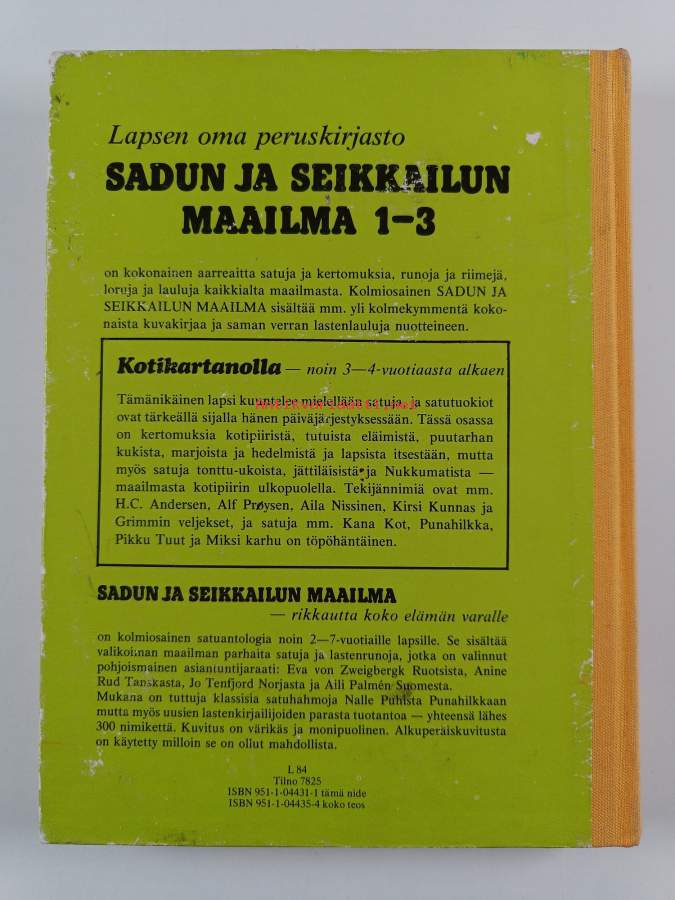 Lapsen oma peruskirjasto
SADUN JA SEIKKAILUN
MAAILMA 1–3
on kokonainen aarreaitta satuja ja kertomuksia, runoja ja riimejä,
loruja ja lauluja kaikkialta maailmasta. Kolmiosainen SADUN JA
SEIKKAILUN MAAILMA sisältää mm. yli kolmekymmentä koko-
naista kuvakirjaa ja saman verran lastenlauluja nuotteineen.
Kotikartanolla — noin 3—4-vuotiaasta alkaen
Tämänikäinen lapsi kuuntelee mielellään satuja, ja satutuokiot
ovat tärkeällä sijalla hänen päiväjärjestyksessään. Tässä osassa
on kertomuksia kotipiiristä, tutuista eläimistä, puutarhan
kukista, marjoista ja hedelmistä ja lapsista itsestään, mutta
myös satuja tonttu-ukoista, jättiläisistä ja Nukkumatista —
maailmasta kotipiirin ulkopuolella. Tekijännimiä ovat mm.
H.C. Andersen, Alf Prøysen, Aila Nissinen, Kirsi Kunnas ja
Grimmin veljekset, ja satuja mm. Kana Kot, Punahilkka,
Pikku Tuut ja Miksi karhu on töpöhäntäinen.
SADUN JA SEIKKAILUN MAAILMA
— rikkautta koko elämän varalle
on kolmiosainen satuantologia noin 2—7-vuotiaille lapsille. Se sisältää
valikoiman maailman parhaita satuja ja lastenrunoja, jotka on valinnut
pohjoismainen asiantuntijaraati: Eva von Zweigbergk Ruotsista, Anine
Rud Tanskasta, Jo Tenfjord Norjasta ja Aili Palmén Suomesta.
Mukana on tuttuja klassisia satuhahmoja Nalle Puhista Punahilkkaan
mutta myös uusien lastenkirjailijoiden parasta tuotantoa — yhteensä lähes
300 nimikettä. Kuvitus on värikäs ja monipuolinen. Alkuperäiskuvitusta
on käytetty milloin se on ollut mahdollista.
L 84
Tilno 7825
ISBN 951-1-04431-1 tämä nide
ISBN 951-1-04435-4 koko teos